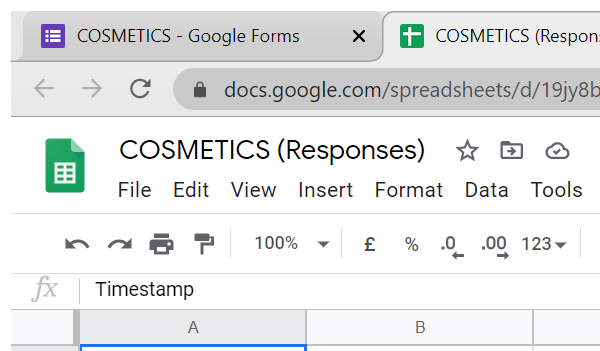 COSMETICS - Google Forms COSMETICS (Respon
docs.google.com/spreadsheets/d/19jy8b
COSMETICS (Responses)
File Edit View Insert Format Data Tools
100% £ % .0 .00 123
fx Timestamp
A B